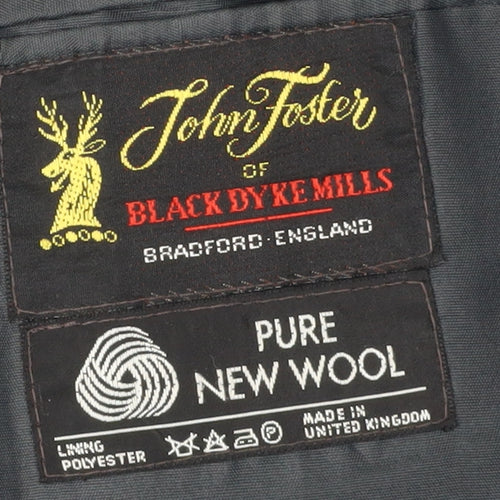 John Foster
OF
BLACK DYKE MILLS
BRADFORD·ENGLAND
PURE
NEW WOOL
LINING
POLYESTER
P
MADE IN
UNITED KINGDOM